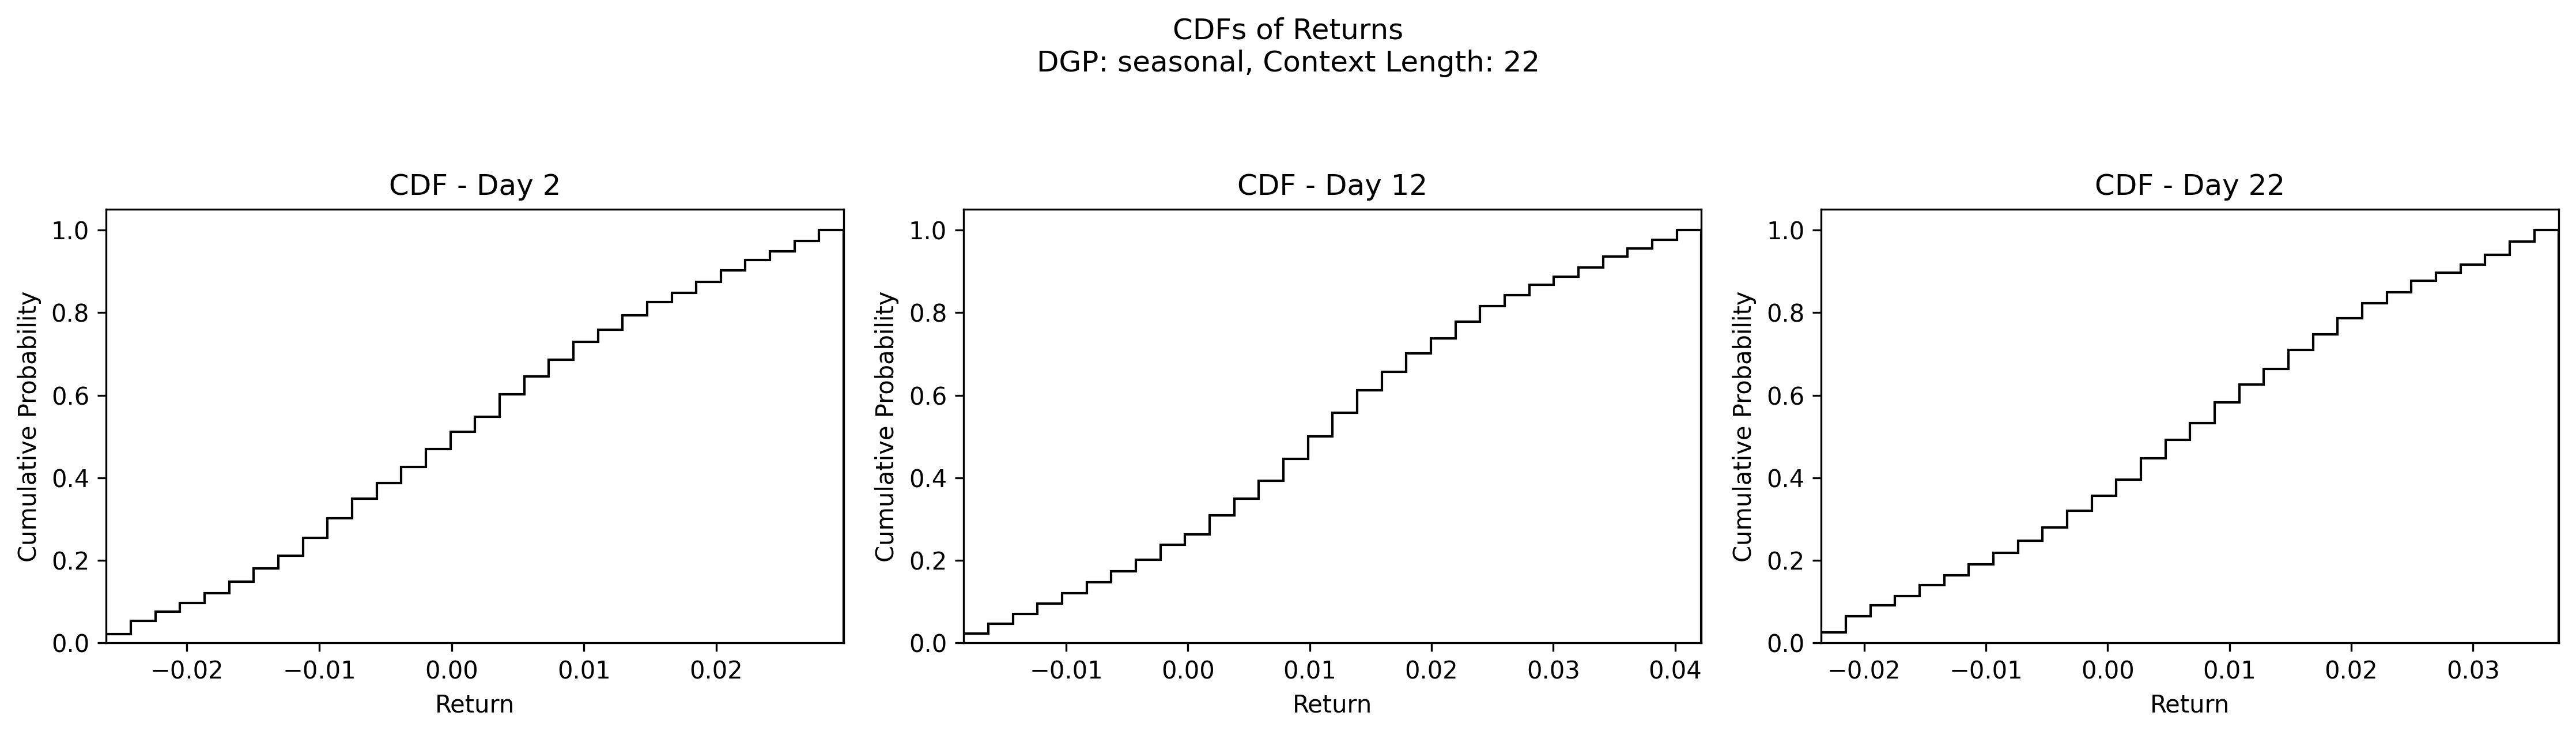 CDFs of Returns
DGP: seasonal, Context Length: 22
CDF - Day 2
1.0
0.8
0.6
0.4
0.2
0.0
Cumulative Probability
−0.02 −0.01 0.00 0.01 0.02
Return
CDF - Day 12
1.0
0.8
0.6
0.4
0.2
0.0
Cumulative Probability
−0.01 0.00 0.01 0.02 0.03 0.04
Return
CDF - Day 22
1.0
0.8
0.6
0.4
0.2
0.0
Cumulative Probability
−0.02 −0.01 0.00 0.01 0.02 0.03
Return